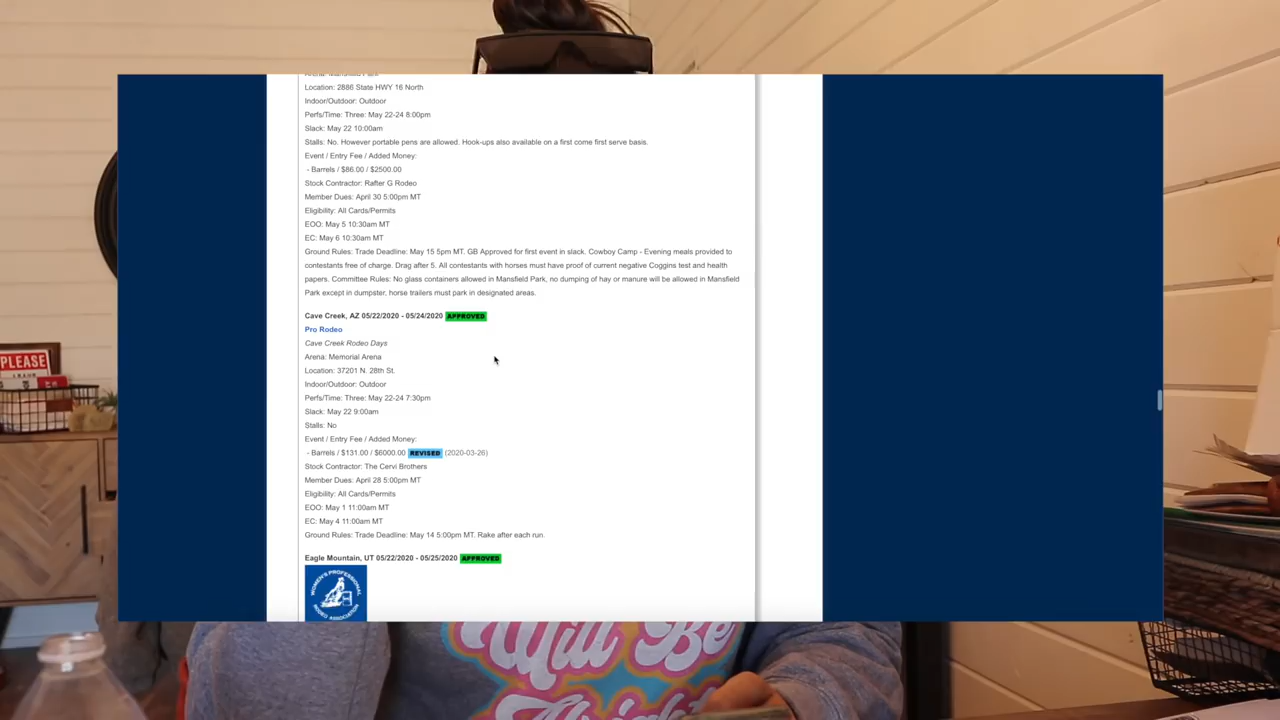 Location: 2886 State HWY 16 North
Indoor/Outdoor: Outdoor
Perfs/Time: Three: May 22-24 8:00pm
Slack: May 22 10:00am
Stalls: No. However portable pens are allowed. Hook-ups also available on a first come first serve basis.
Event / Entry Fee / Added Money:
- Barrels / $86.00 / $2500.00
Stock Contractor: Rafter G Rodeo
Member Dues: April 30 5:00pm MT
Eligibility: All Cards/Permits
EOO: May 5 10:30am MT
EC: May 6 10:30am MT
Ground Rules: Trade Deadline: May 15 5pm MT. GB Approved for first event in slack. Cowboy Camp - Evening meals provided to
contestants free of charge. Drag after 5. All contestants with horses must have proof of current negative Coggins test and health
papers. Committee Rules: No glass containers allowed in Mansfield Park, no dumping of hay or manure will be allowed in Mansfield
Park except in dumpster, horse trailers must park in designated areas.
Cave Creek, AZ 05/22/2020 - 05/24/2020 APPROVED
Pro Rodeo
Cave Creek Rodeo Days
Arena: Memorial Arena
Location: 37201 N. 28th St.
Indoor/Outdoor: Outdoor
Perfs/Time: Three: May 22-24 7:30pm
Slack: May 22 9:00am
Stalls: No
Event / Entry Fee / Added Money:
- Barrels / $131.00 / $6000.00 REVISED (2020-03-26)
Stock Contractor: The Cervi Brothers
Member Dues: April 28 5:00pm MT
Eligibility: All Cards/Permits
EOO: May 1 11:00am MT
EC: May 4 11:00am MT
Ground Rules: Trade Deadline: May 14 5:00pm MT. Rake after each run.
Eagle Mountain, UT 05/22/2020 - 05/25/2020 APPROVED
WOMEN'S PROFESSIONAL
RODEO ASSOCIATION
PLEASE
Will Be
Alright